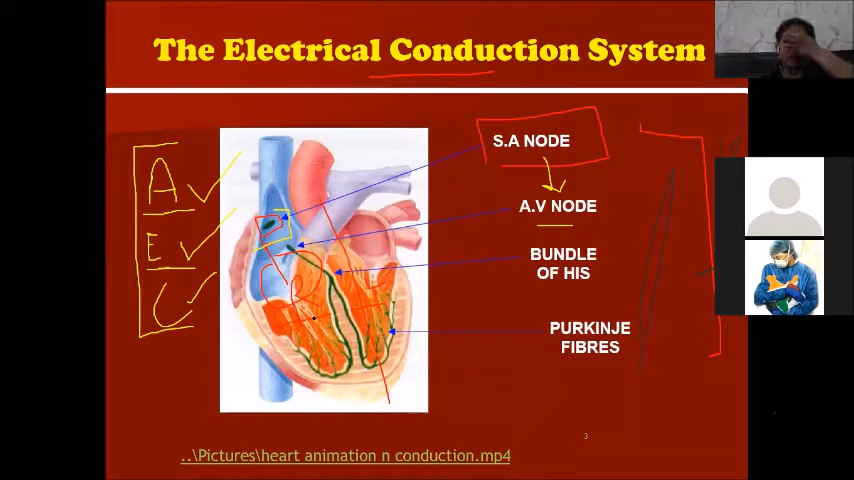 The Electrical Conduction System
S.A NODE
A.V NODE
BUNDLE
OF HIS
PURKINJE
FIBRES
A
E
C
3
..\Pictures\heart animation n conduction.mp4